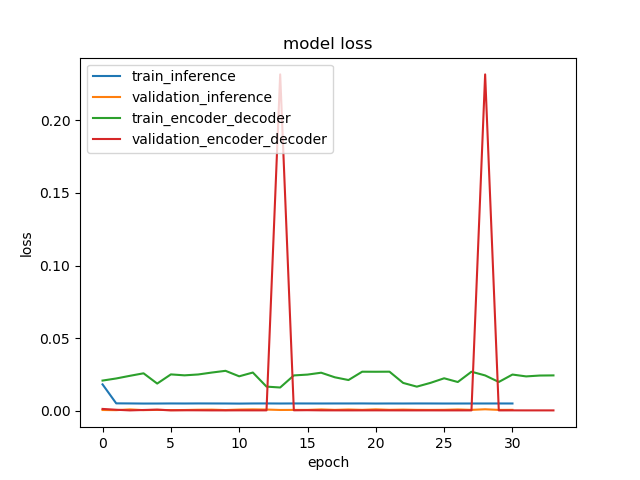 model loss
train_inference
validation_inference
train_encoder_decoder
validation_encoder_decoder
0.20
0.15
0.10
0.05
0.00
loss
0 5 10 15 20 25 30
epoch